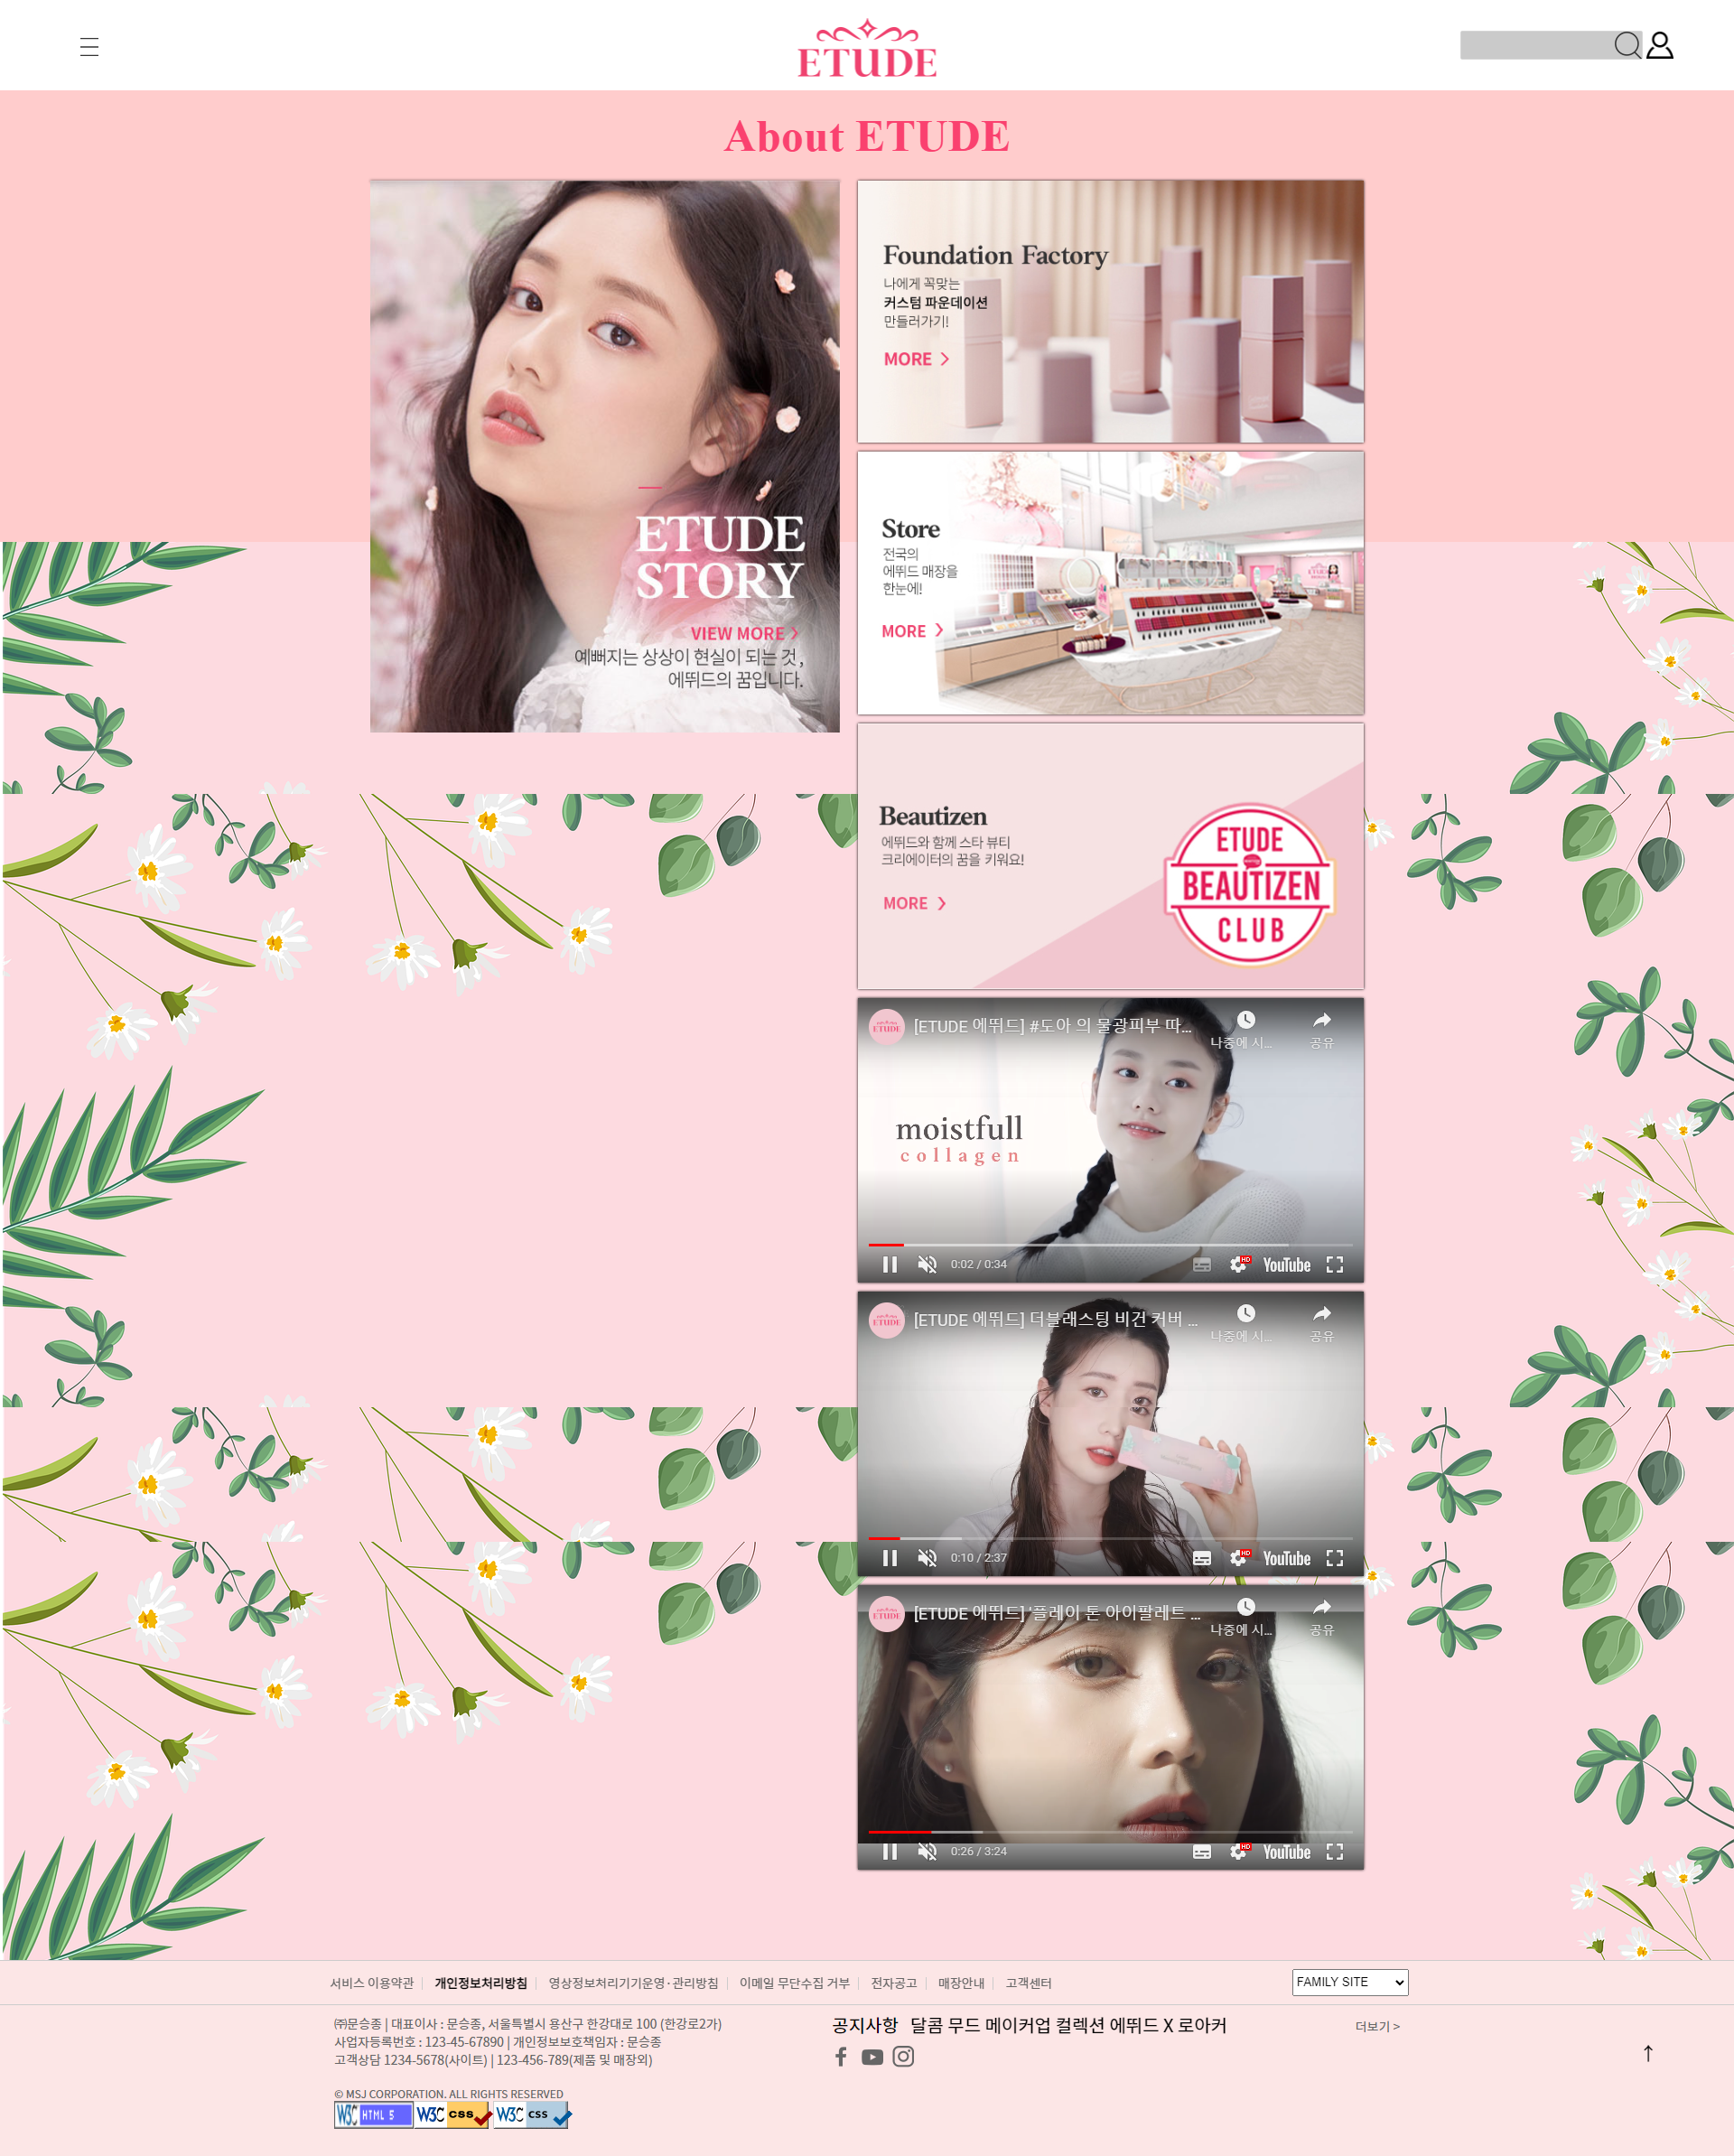 ETUDE
About ETUDE
ETUDE
STORY
VIEW MORE >
예뻐지는 상상이 현실이 되는 것,
에뛰드의 꿈입니다.
Foundation Factory
나에게 꼭맞는
커스텀 파운데이션
만들러가기!
MORE >
Store
전국의
에뛰드 매장을
한눈에!
MORE >
Beautizen
에뛰드와 함께 스타 뷰티
크리에이터의 꿈을 키워요!
MORE >
ETUDE
BEAUTIZEN
CLUB
ETUDE
[ETUDE 에뛰드] #도아 의 물광피부 따...
나중에 시...
공유
moistfull
collagen
0:02 / 0:34
HD
YouTube
ETUDE
[ETUDE 에뛰드] 더블래스팅 비건 커버 ...
나중에 시...
공유
0:10 / 2:37
HD
YouTube
ETUDE
[ETUDE 에뛰드] '플레이 톤 아이팔레트 ...
나중에 시...
공유
0:26 / 3:24
HD
YouTube
서비스 이용약관 | 개인정보처리방침 | 영상정보처리기기운영·관리방침 | 이메일 무단수집 거부 | 전자공고 | 매장안내 | 고객센터
FAMILY SITE
㈜문승종 | 대표이사 : 문승종, 서울특별시 용산구 한강대로 100 (한강로2가)
사업자등록번호 : 123-45-67890 | 개인정보보호책임자 : 문승종
고객상담 1234-5678(사이트) | 123-456-789(제품 및 매장외)
공지사항 달콤 무드 메이커업 컬렉션 에뛰드 X 로아커
더보기 >
↑
© MSJ CORPORATION. ALL RIGHTS RESERVED
W3C HTML 5
W3C css
W3C css